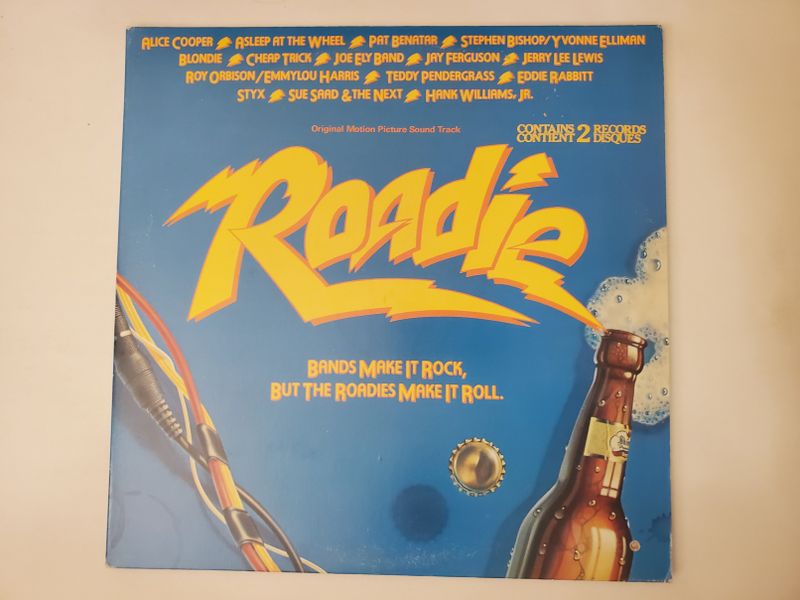 ALICE COOPER ASLEEP AT THE WHEEL PAT BENATAR STEPHEN BISHOP/YVONNE ELLIMAN
BLONDIE CHEAP TRICK JOE ELY BAND JAY FERGUSON JERRY LEE LEWIS
ROY ORBISON/EMMYLOU HARRIS TEDDY PENDERGRASS EDDIE RABBITT
STYX SUE SAAD & THE NEXT HANK WILLIAMS, JR.
Original Motion Picture Sound Track
CONTAINS 2 RECORDS
CONTIENT DISQUES
Roadie
BANDS MAKE IT ROCK,
BUT THE ROADIES MAKE IT ROLL.